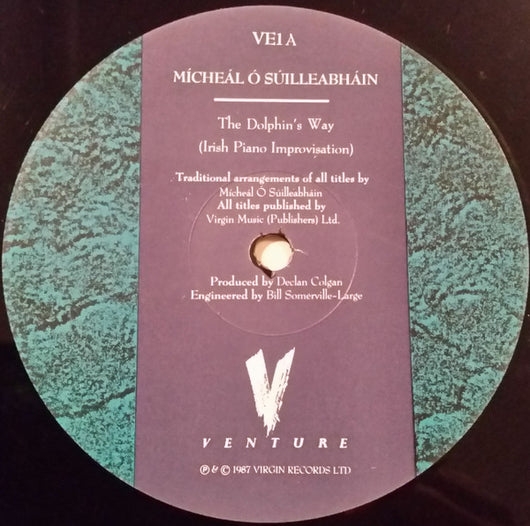 VE1 A
MÍCHEÁL Ó SÚILLEABHÁIN
The Dolphin's Way
(Irish Piano Improvisation)
Traditional arrangements of all titles by
Mícheál Ó Súilleabháin
All titles published by
Virgin Music (Publishers) Ltd.
Produced by Declan Colgan
Engineered by Bill Somerville-Large
V
VENTURE
℗ & © 1987 VIRGIN RECORDS LTD